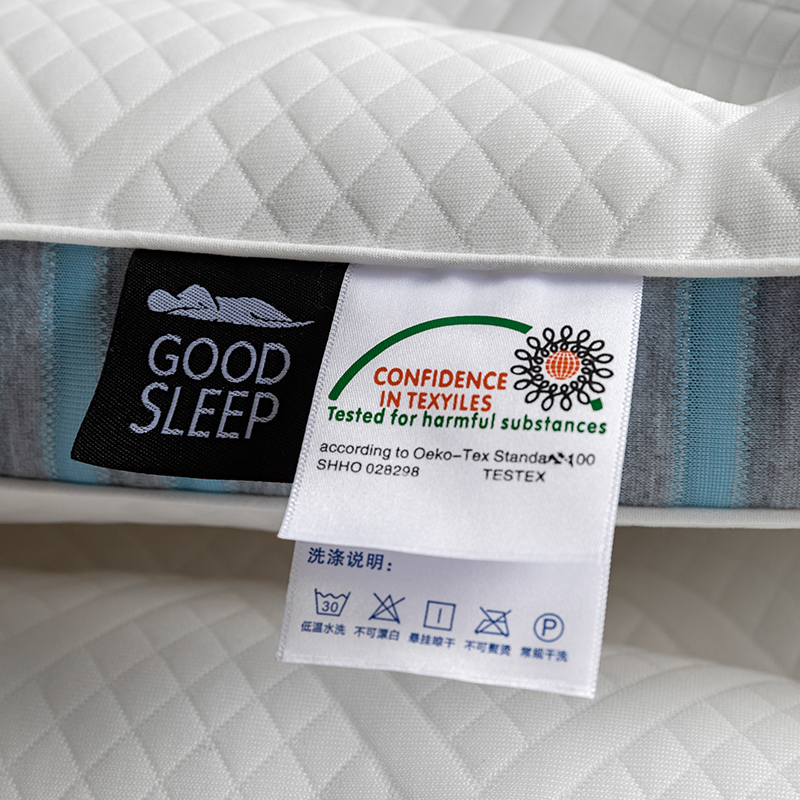 GOOD
SLEEP
CONFIDENCE
IN TEXYILES
Tested for harmful substances
according to Oeko-Tex Standard 100
SHHO 028298 TESTEX
洗涤说明:
30
P
低温水洗 不可漂白 悬挂晾干 不可熨烫 常规干洗